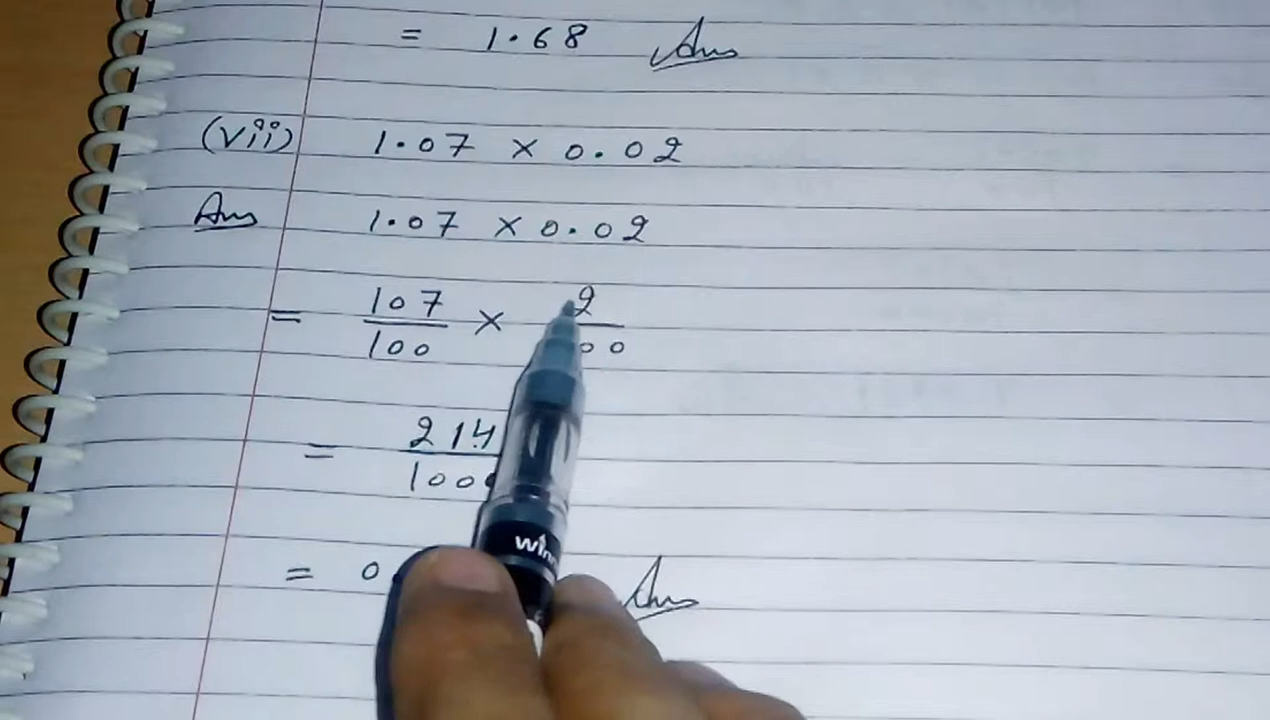 = 1.68 Ans
(vii) 1.07 × 0.02
Ans 1.07 × 0.02
= 107/100 × 2/00
= 214/100
= 0 Ans
win